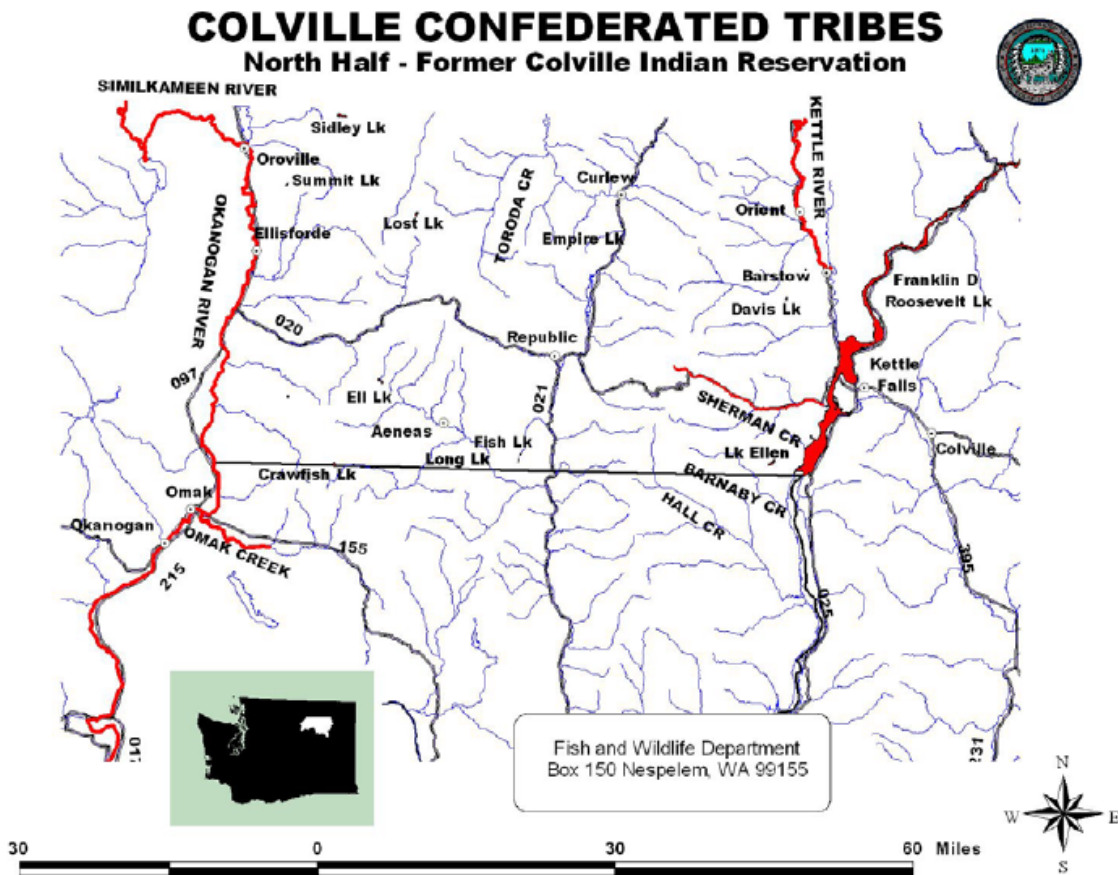 COLVILLE CONFEDERATED TRIBES
North Half - Former Colville Indian Reservation
SIMILKAMEEN RIVER
Sidley Lk
KETTLE RIVER
Oroville
Summit Lk
Curlew
TORODA CR
OKANOGAN RIVER
Lost Lk
Orient
Ellisforde
Empire Lk
Barstow
Franklin D
Roosevelt Lk
Davis Lk
020
Republic
097
Kettle
Falls
Ell Lk
021
SHERMAN CR
Aeneas
Fish Lk
Long Lk
Lk Ellen
Colville
Crawfish Lk
BARNABY CR
Omak
HALL CR
Okanogan
OMAK CREEK
155
215
395
025
017
231
Fish and Wildlife Department
Box 150 Nespelem, WA 99155
N
W
E
S
30
0
30
60
Miles